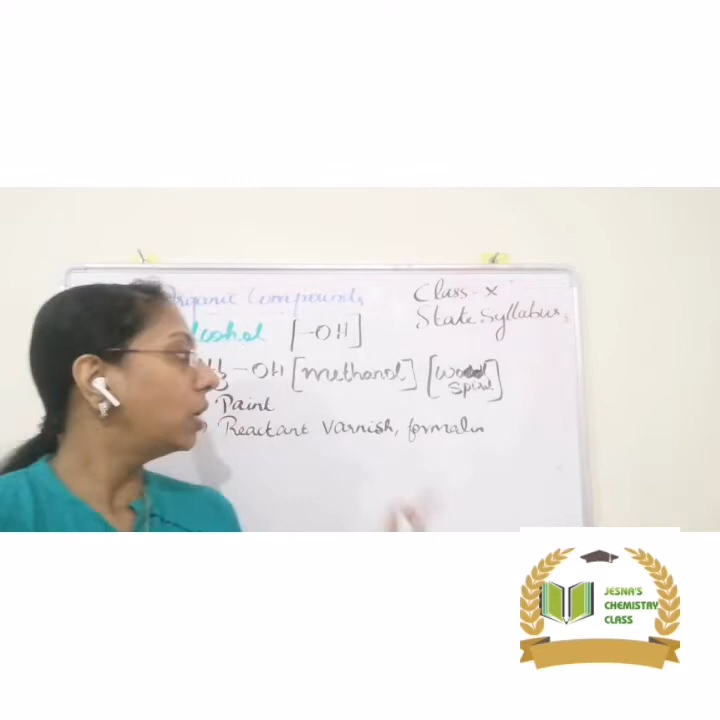 Organic Compounds
Class - X
State Syllabus
Alcohol [-OH]
-OH [methanol] [Wood Spirit]
Paint
Reactant Varnish, formalin
JESNA'S
CHEMISTRY
CLASS